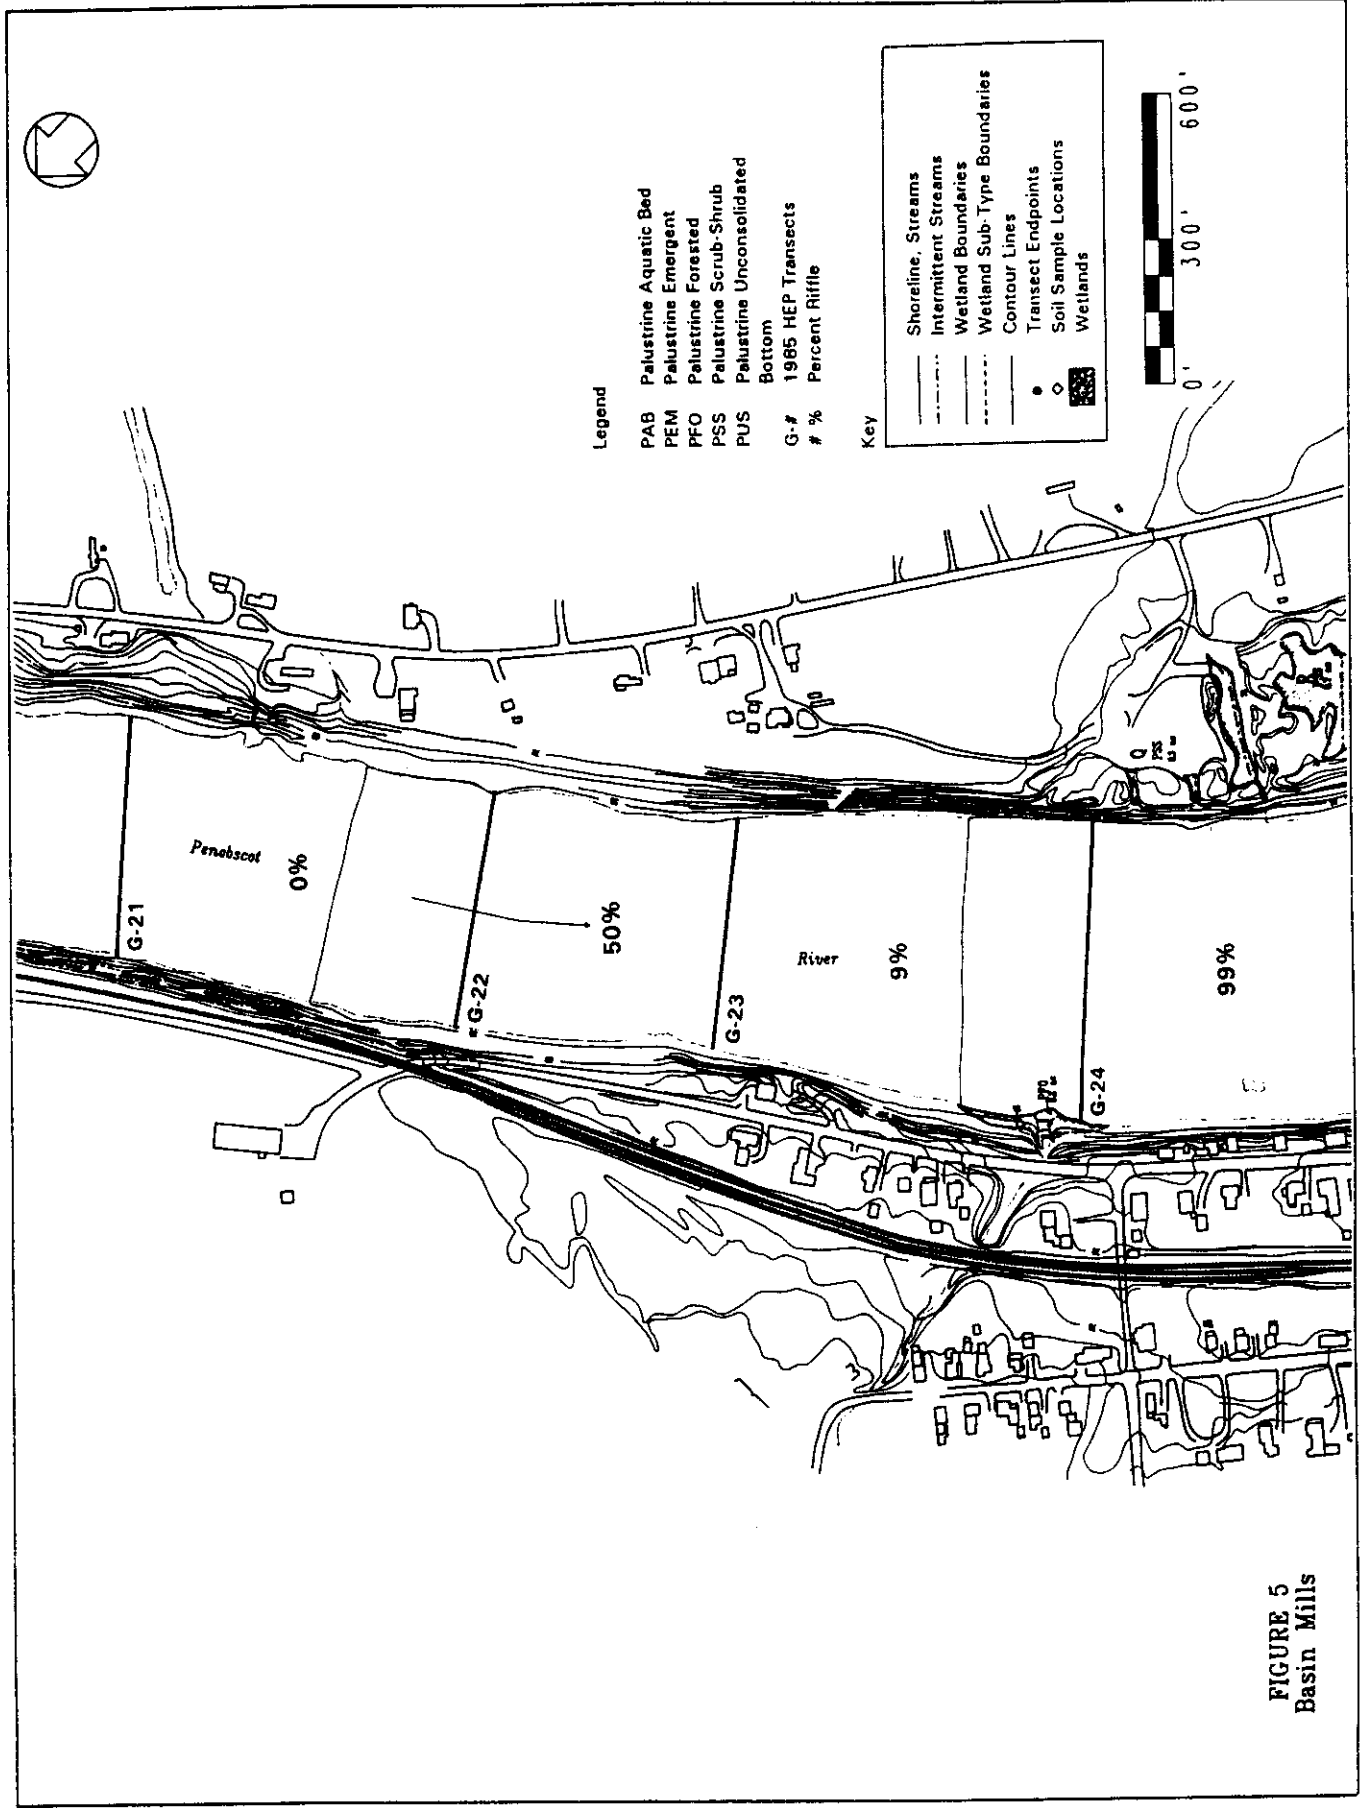 Legend
PAB Palustrine Aquatic Bed
PEM Palustrine Emergent
PFO Palustrine Forested
PSS Palustrine Scrub-Shrub
PUS Palustrine Unconsolidated
Bottom
G-# 1985 HEP Transects
# % Percent Riffle
Key
Shoreline, Streams
Intermittent Streams
Wetland Boundaries
Wetland Sub-Type Boundaries
Contour Lines
Transect Endpoints
Soil Sample Locations
Wetlands
0' 300' 600'
G-21
Penobscot
0%
G-22
50%
G-23
River
9%
G-24
99%
PFO
Q
PSS
FIGURE 5
Basin Mills